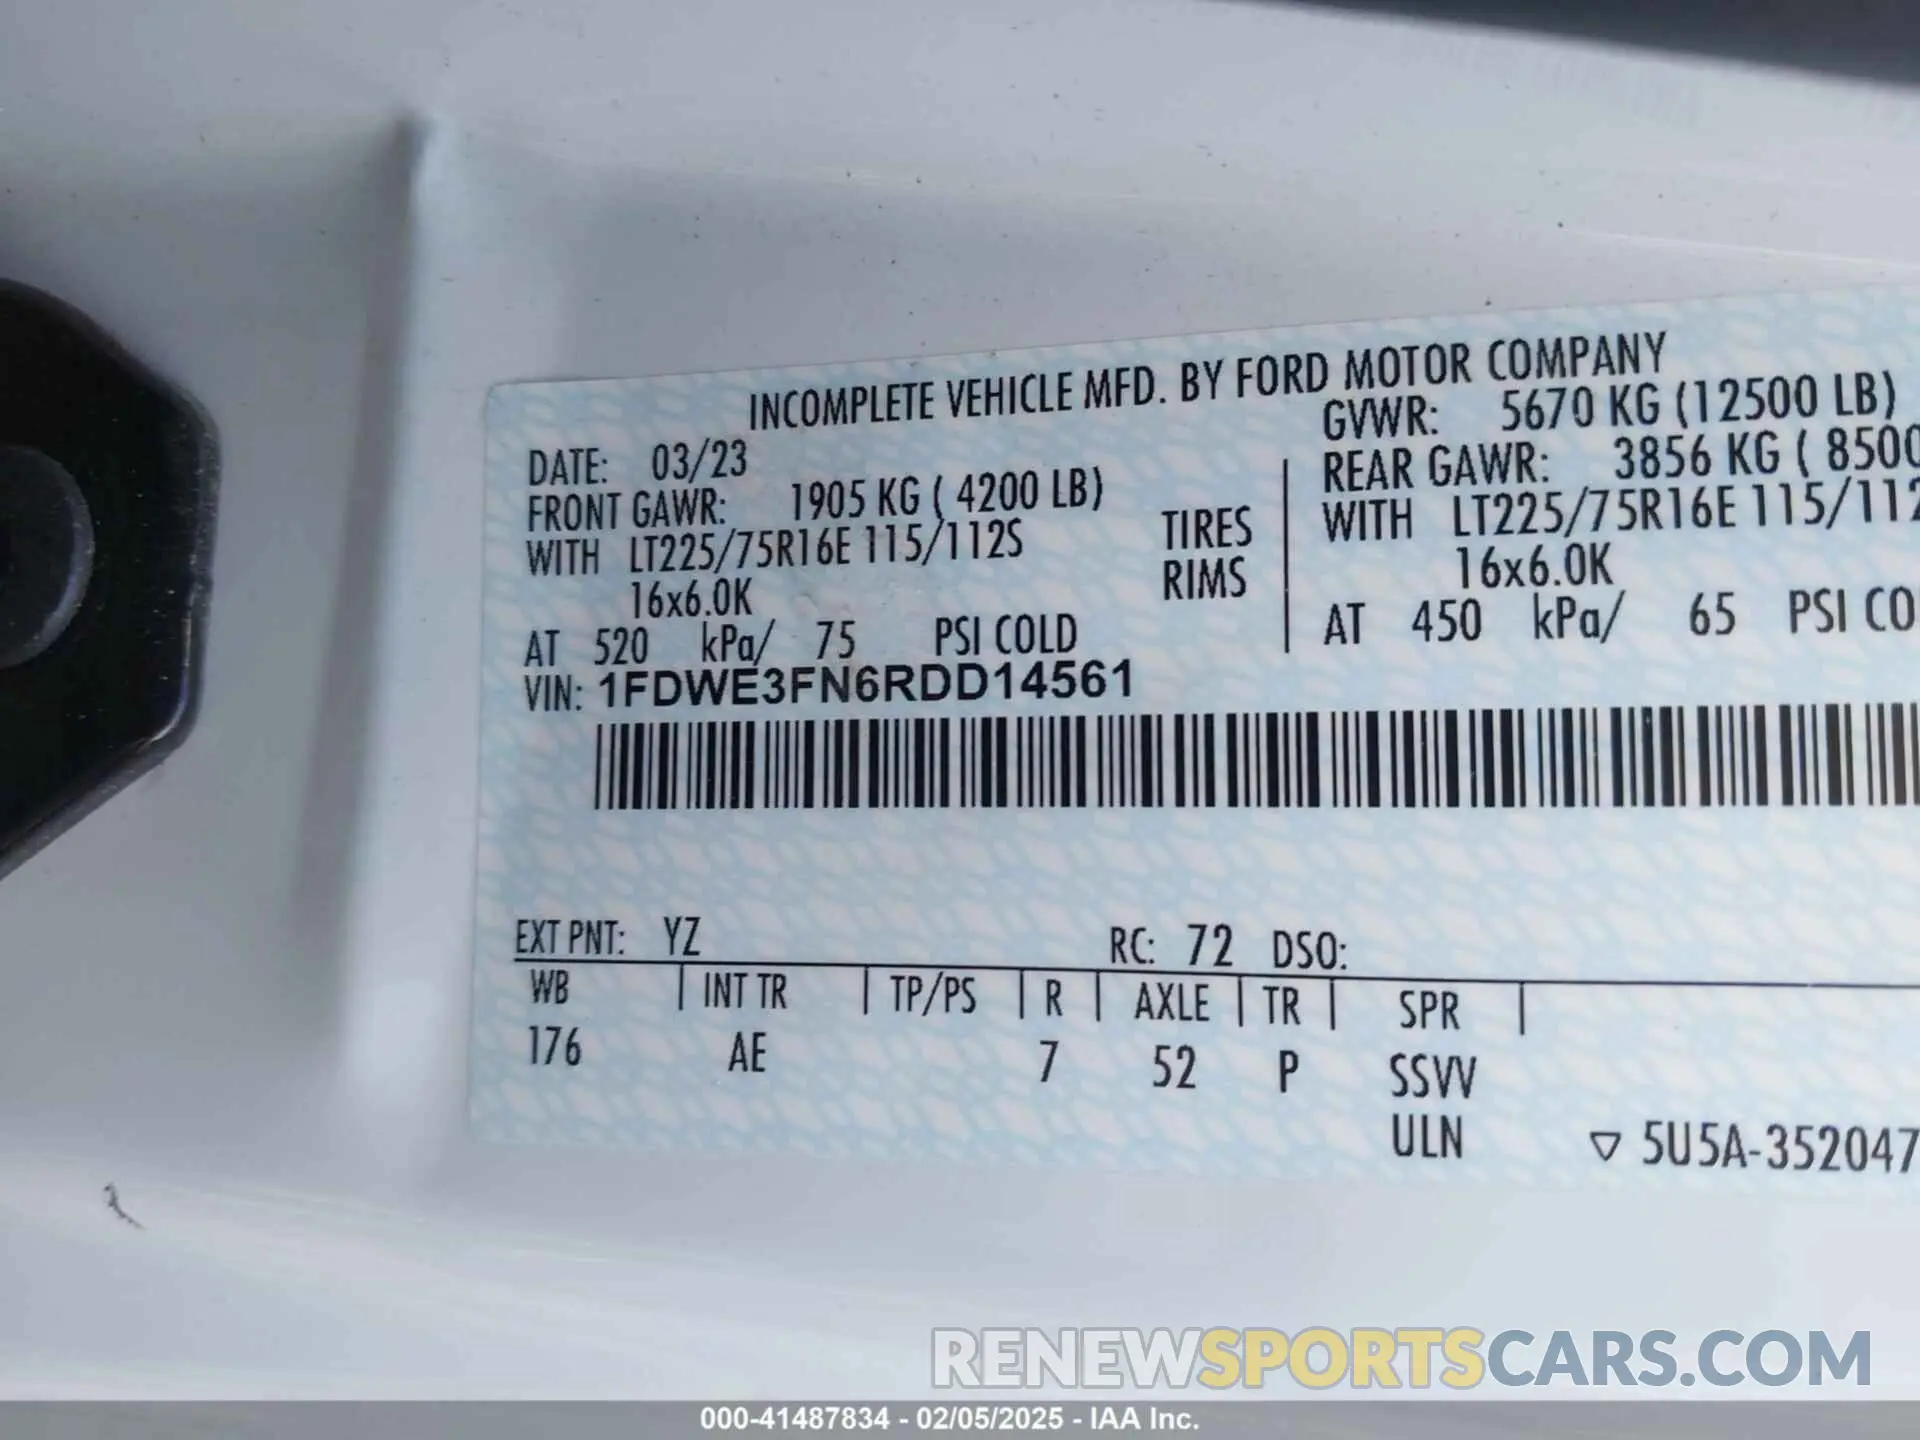 INCOMPLETE VEHICLE MFD. BY FORD MOTOR COMPANY
DATE: 03/23
GVWR: 5670 KG (12500 LB)
FRONT GAWR: 1905 KG ( 4200 LB)
REAR GAWR: 3856 KG ( 8500
WITH LT225/75R16E 115/112S
TIRES
WITH LT225/75R16E 115/112
16x6.0K
RIMS
16x6.0K
AT 520 kPa/ 75 PSI COLD
AT 450 kPa/ 65 PSI CO
VIN: 1FDWE3FN6RDD14561
EXT PNT: YZ RC: 72 DSO:
WB | INT TR | TP/PS | R | AXLE | TR | SPR |
176 AE 7 52 P SSVV
ULN ▽ 5U5A-352047
RENEWSPORTSCARS.COM
000-41487834 - 02/05/2025 - IAA Inc.